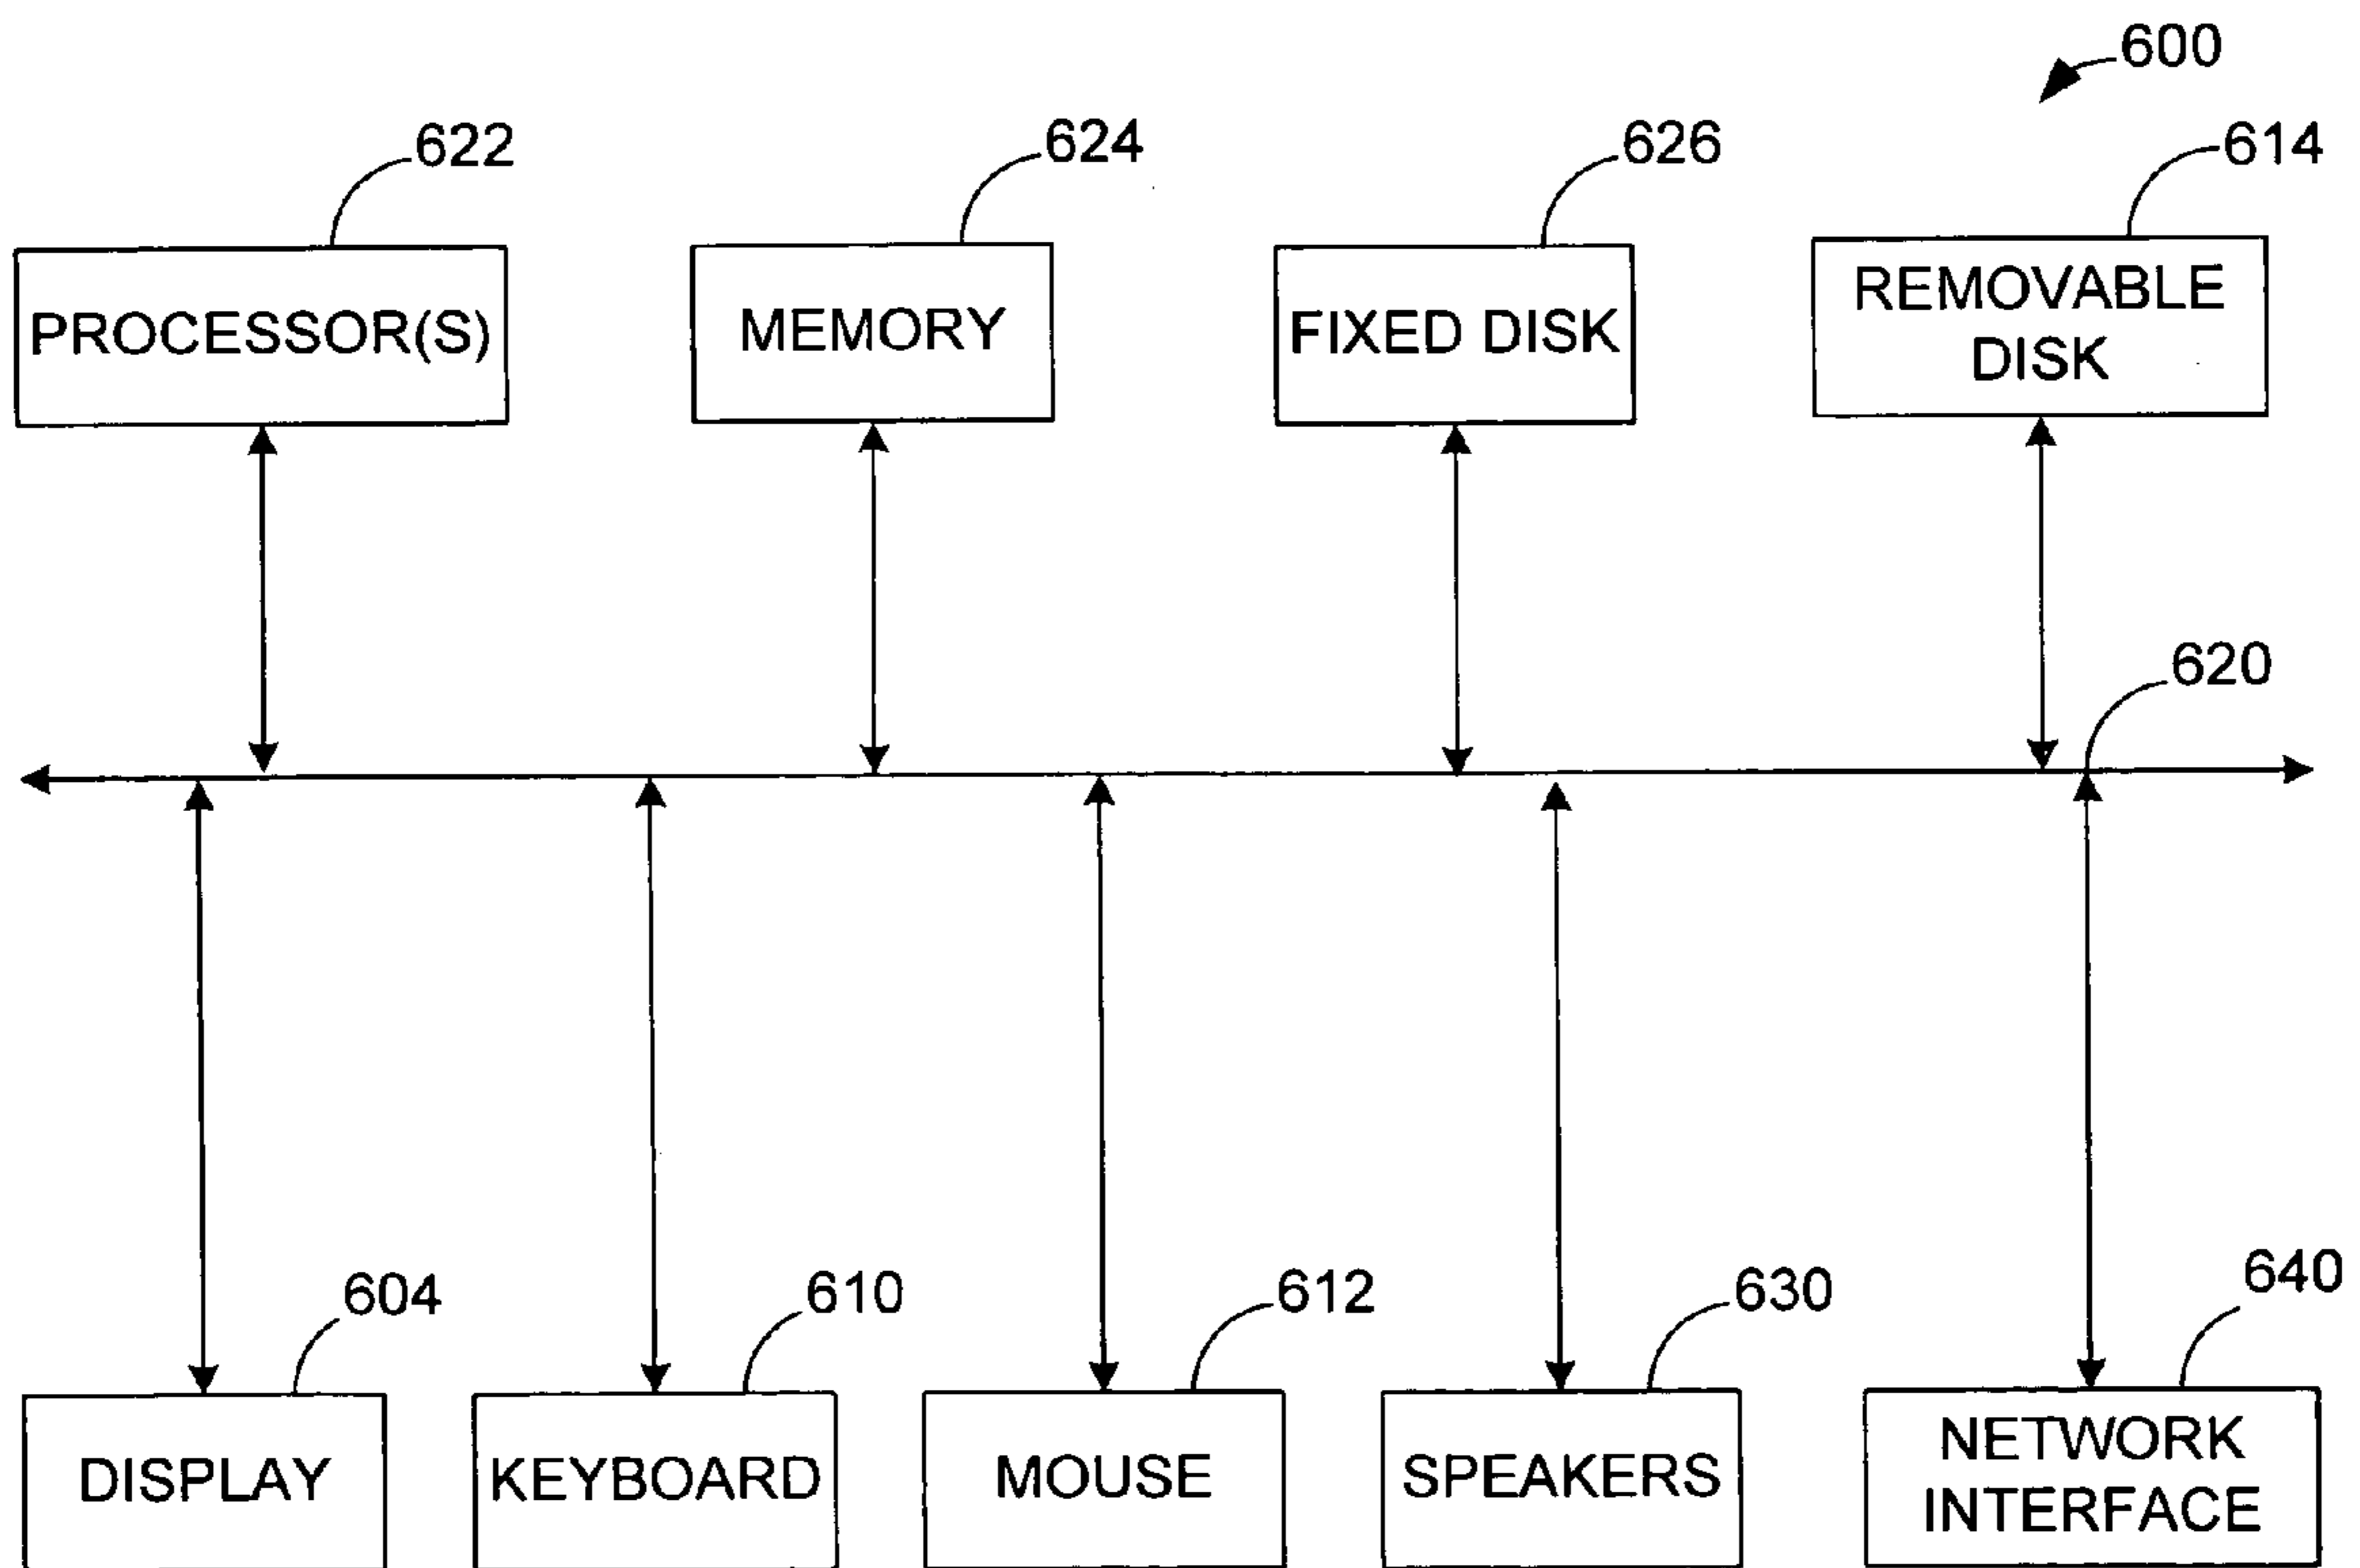 600
622
624
626
614
PROCESSOR(S)
MEMORY
FIXED DISK
REMOVABLE
DISK
620
604
610
612
630
640
DISPLAY
KEYBOARD
MOUSE
SPEAKERS
NETWORK
INTERFACE